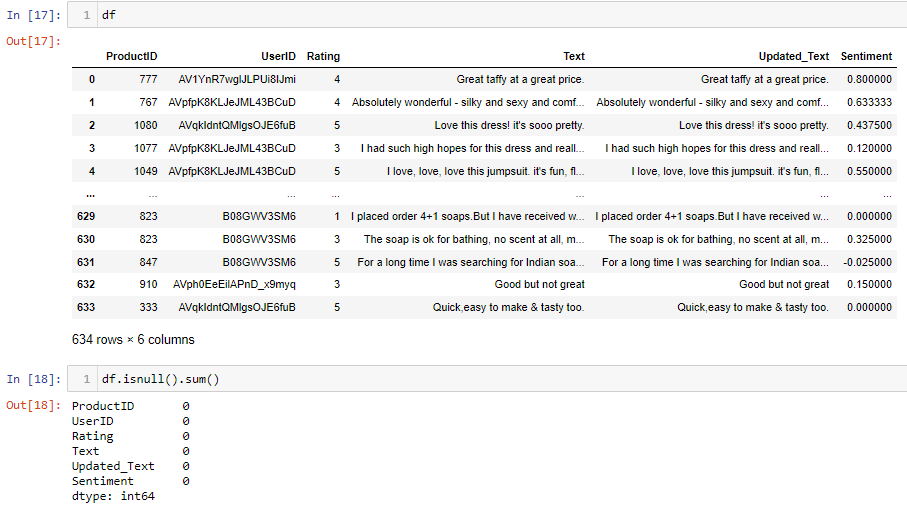 In [17]: 1 df
Out[17]:
ProductID UserID Rating Text Updated_Text Sentiment
0 777 AV1YnR7wglJLPUi8IJmi 4 Great taffy at a great price. Great taffy at a great price. 0.800000
1 767 AVpfpK8KLJeJML43BCuD 4 Absolutely wonderful - silky and sexy and comf... Absolutely wonderful - silky and sexy and comf... 0.633333
2 1080 AVqkIdntQMlgsOJE6fuB 5 Love this dress! it's sooo pretty. Love this dress! it's sooo pretty. 0.437500
3 1077 AVpfpK8KLJeJML43BCuD 3 I had such high hopes for this dress and reall... I had such high hopes for this dress and reall... 0.120000
4 1049 AVpfpK8KLJeJML43BCuD 5 I love, love, love this jumpsuit. it's fun, fl... I love, love, love this jumpsuit. it's fun, fl... 0.550000
... ... ... ... ... ... ...
629 823 B08GWV3SM6 1 I placed order 4+1 soaps.But I have received w... I placed order 4+1 soaps.But I have received w... 0.000000
630 823 B08GWV3SM6 3 The soap is ok for bathing, no scent at all, m... The soap is ok for bathing, no scent at all, m... 0.325000
631 847 B08GWV3SM6 5 For a long time I was searching for Indian soa... For a long time I was searching for Indian soa... -0.025000
632 910 AVph0EeEilAPnD_x9myq 3 Good but not great Good but not great 0.150000
633 333 AVqkIdntQMlgsOJE6fuB 5 Quick,easy to make & tasty too. Quick,easy to make & tasty too. 0.000000
634 rows × 6 columns
In [18]: 1 df.isnull().sum()
Out[18]: ProductID 0
UserID 0
Rating 0
Text 0
Updated_Text 0
Sentiment 0
dtype: int64